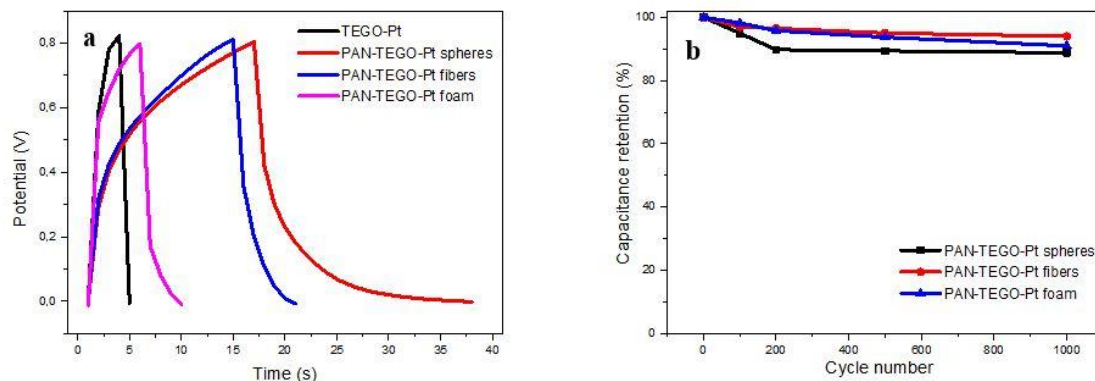 a
TEGO-Pt
PAN-TEGO-Pt spheres
PAN-TEGO-Pt fibers
PAN-TEGO-Pt foam
0,8
0,6
0,4
0,2
0,0
Potential (V)
0 5 10 15 20 25 30 35 40
Time (s)
b
100
80
60
40
20
0
Capacitance retention (%)
PAN-TEGO-Pt spheres
PAN-TEGO-Pt fibers
PAN-TEGO-Pt foam
0 200 400 600 800 1000
Cycle number